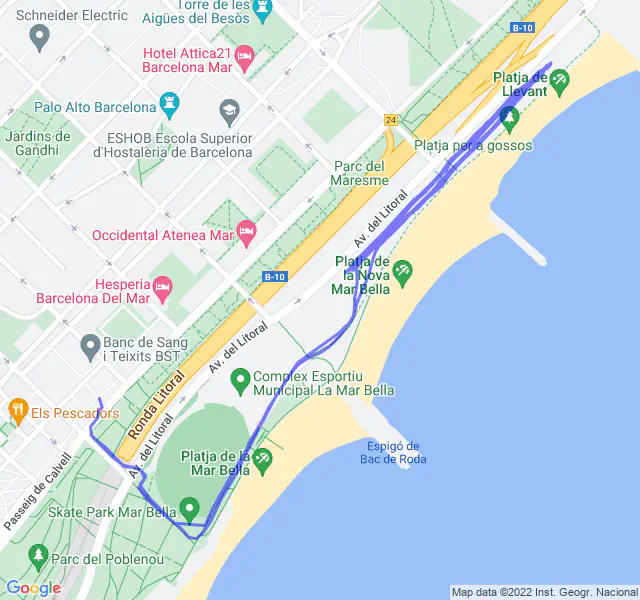 Schneider Electric
Torre de les
Aigües del Besòs
B-10
Hotel Attica21
Barcelona Mar
Platja de
Llevant
Palo Alto Barcelona
24
ESHOB Escola Superior
d'Hostaleria de Barcelona
Jardins de
Gandhi
Platja per a gossos
Parc del
Maresme
Av. del Litoral
Occidental Atenea Mar
Platja de
la Nova
Mar Bella
B-10
Hesperia
Barcelona Del Mar
Banc de Sang
i Teixits BST
Av. del Litoral
Ronda Litoral
Complex Esportiu
Municipal La Mar Bella
Els Pescadors
Av. del Litoral
Platja de la
Mar Bella
Espigó de
Bac de Roda
Passeig de Calvell
Skate Park Mar Bella
Parc del Poblenou
Google
Map data ©2022 Inst. Geogr. Nacional